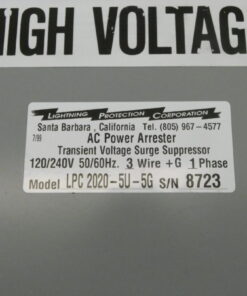 HIGH VOLTAGE
LIGHTNING PROTECTION CORPORATION
Santa Barbara , California Tel. (805) 967-4577
7/99 AC Power Arrester
Transient Voltage Surge Suppressor
120/240V 50/60Hz. 3 Wire +G 1 Phase
Model LPC 2020-5U-5G S/N 8723